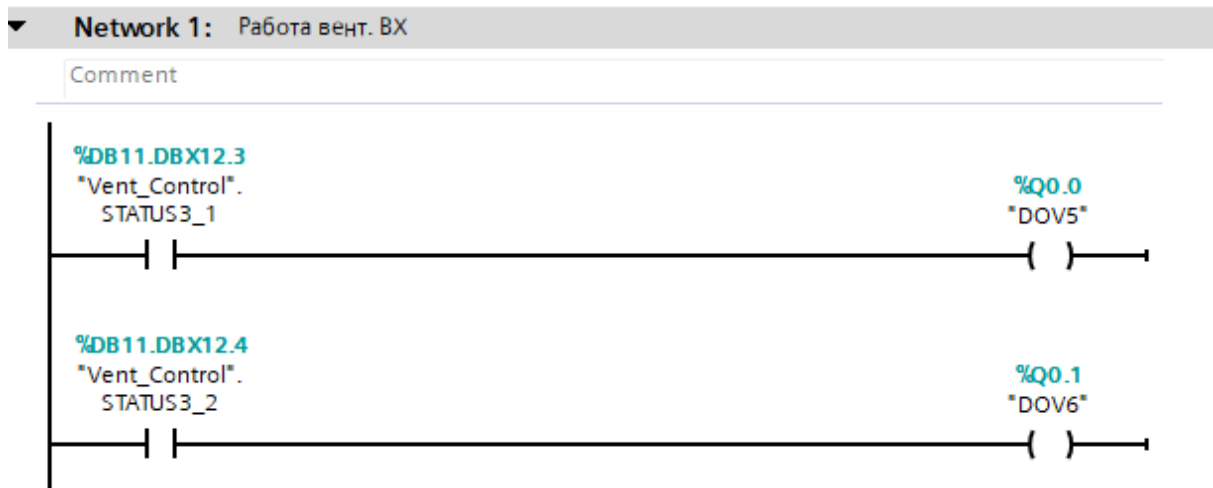 Network 1: Работа вент. ВХ
Comment
%DB11.DBX12.3
"Vent_Control".
STATUS3_1
%Q0.0
"DOV5"
%DB11.DBX12.4
"Vent_Control".
STATUS3_2
%Q0.1
"DOV6"